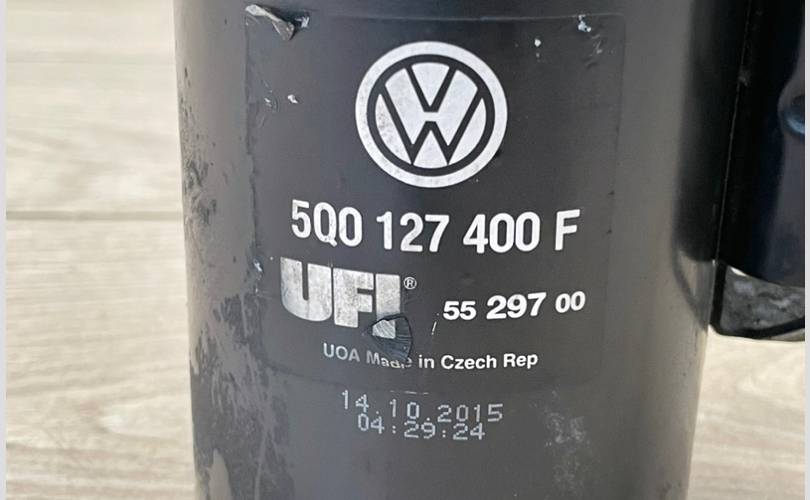 5Q0 127 400 F
UFI® 55 297 00
UOA Made in Czech Rep
14.10.2015
04:29:24